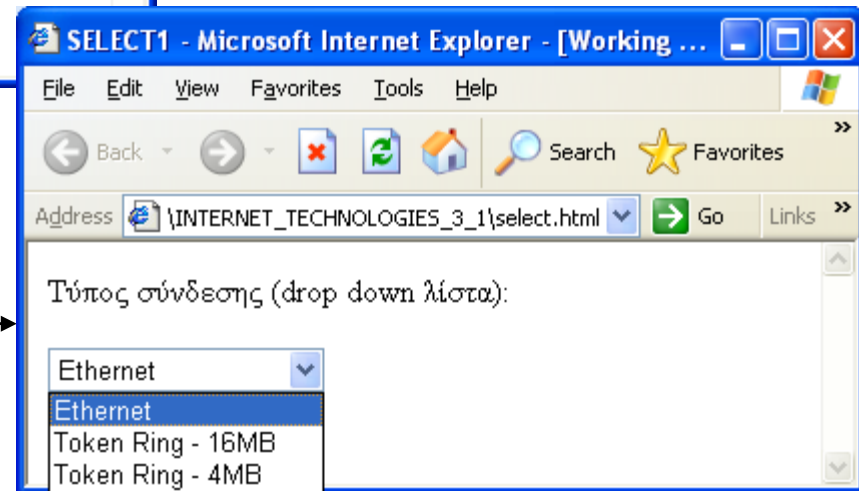 SELECT1 - Microsoft Internet Explorer - [Working ...
File Edit View Favorites Tools Help
Back Search Favorites »
Address \INTERNET_TECHNOLOGIES_3_1\select.html Go Links »
Τύπος σύνδεσης (drop down λίστα):
Ethernet
Ethernet
Token Ring - 16MB
Token Ring - 4MB